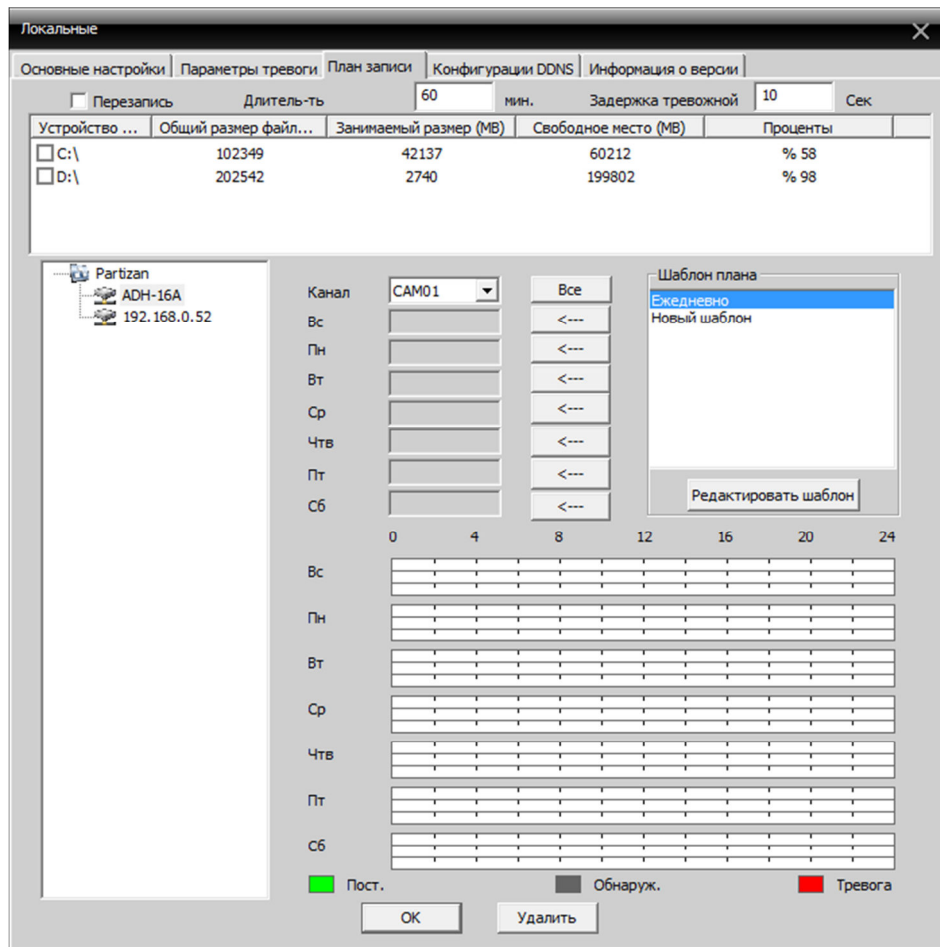 Локальные
Основные настройки Параметры тревоги План записи Конфигурации DDNS Информация о версии
Перезапись Длитель-ть 60 мин. Задержка тревожной 10 Сек
Устройство ... Общий размер файл... Занимаемый размер (MB) Свободное место (MB) Проценты
C:\ 102349 42137 60212 % 58
D:\ 202542 2740 199802 % 98
Partizan
ADH-16A
192.168.0.52
Канал CAM01 Все
Вс <---
Пн <---
Вт <---
Ср <---
Чтв <---
Пт <---
Сб <---
Шаблон плана
Ежедневно
Новый шаблон
Редактировать шаблон
0 4 8 12 16 20 24
Вс
Пн
Вт
Ср
Чтв
Пт
Сб
Пост. Обнаруж. Тревога
OK Удалить